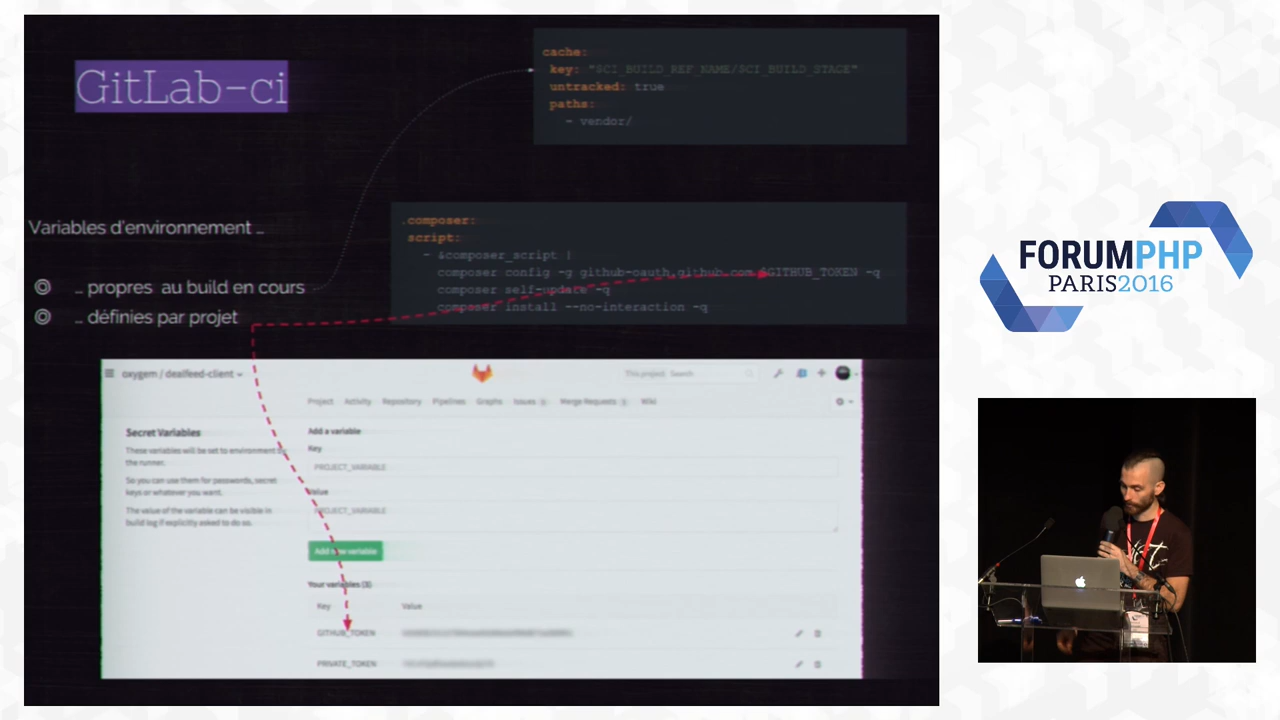 GitLab-ci
cache:
key: "$CI_BUILD_REF_NAME/$CI_BUILD_STAGE"
untracked: true
paths:
- vendor/
Variables d'environnement ...
... propres au build en cours
... définies par projet
.composer:
script:
- &composer_script |
composer config -g github-oauth.github.com $GITHUB_TOKEN -q
composer self-update -q
composer install --no-interaction -q
oxygem / dealfeed-client
This project Search
Project Activity Repository Pipelines Graphs Issues Merge Requests Wiki
Secret Variables
These variables will be set to environment by
the runner.
So you can use them for passwords, secret
keys or whatever you want.
The value of the variable can be visible in
build log if explicitly asked to do so.
Add a variable
Key
PROJECT_VARIABLE
Value
PROJECT_VARIABLE
Add new variable
Your variables (3)
Key Value
GITHUB_TOKEN
PRIVATE_TOKEN
FORUMPHP
PARIS2016